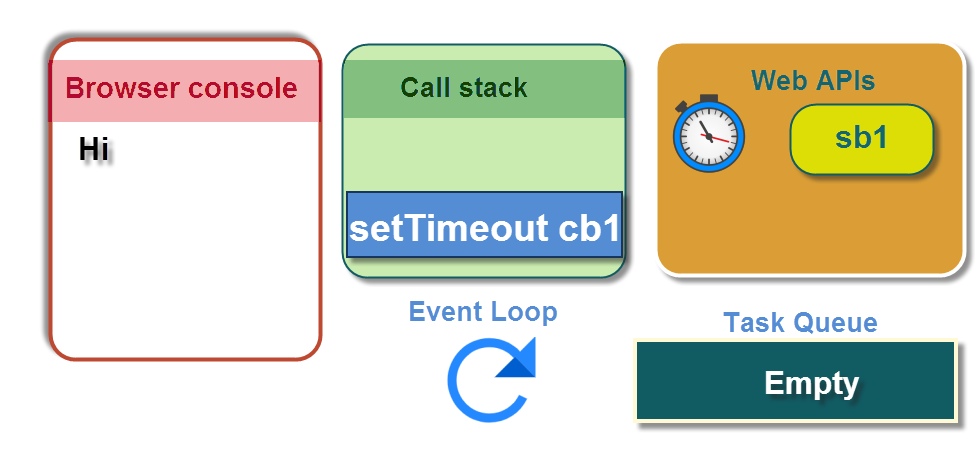 Browser console
Hi
Call stack
setTimeout cb1
Web APIs
sb1
Event Loop
Task Queue
Empty